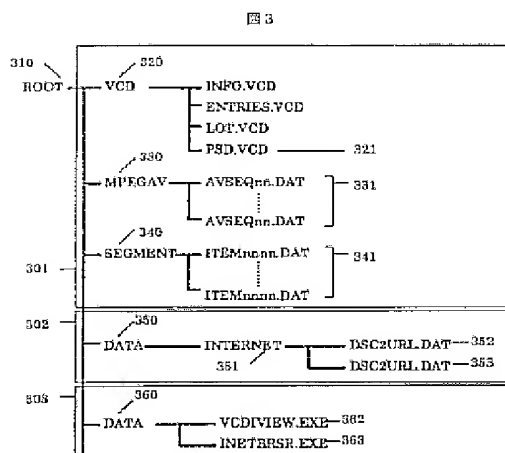 図3
310
320
ROOT VCD INFO.VCD
ENTRIES.VCD
LOT.VCD
PSD.VCD 321
330
MPEGAV AVSEQnn.DAT
331
AVSEQnn.DAT
340
SEGMENT ITEMnnnn.DAT
301
341
ITEMnnnn.DAT
302
350
DATA INTERNET DSC2URL.DAT 352
351
DSC2URL.DAT 353
303
360
DATA VCDIVIEW.EXE 362
INETBRSR.EXE 363